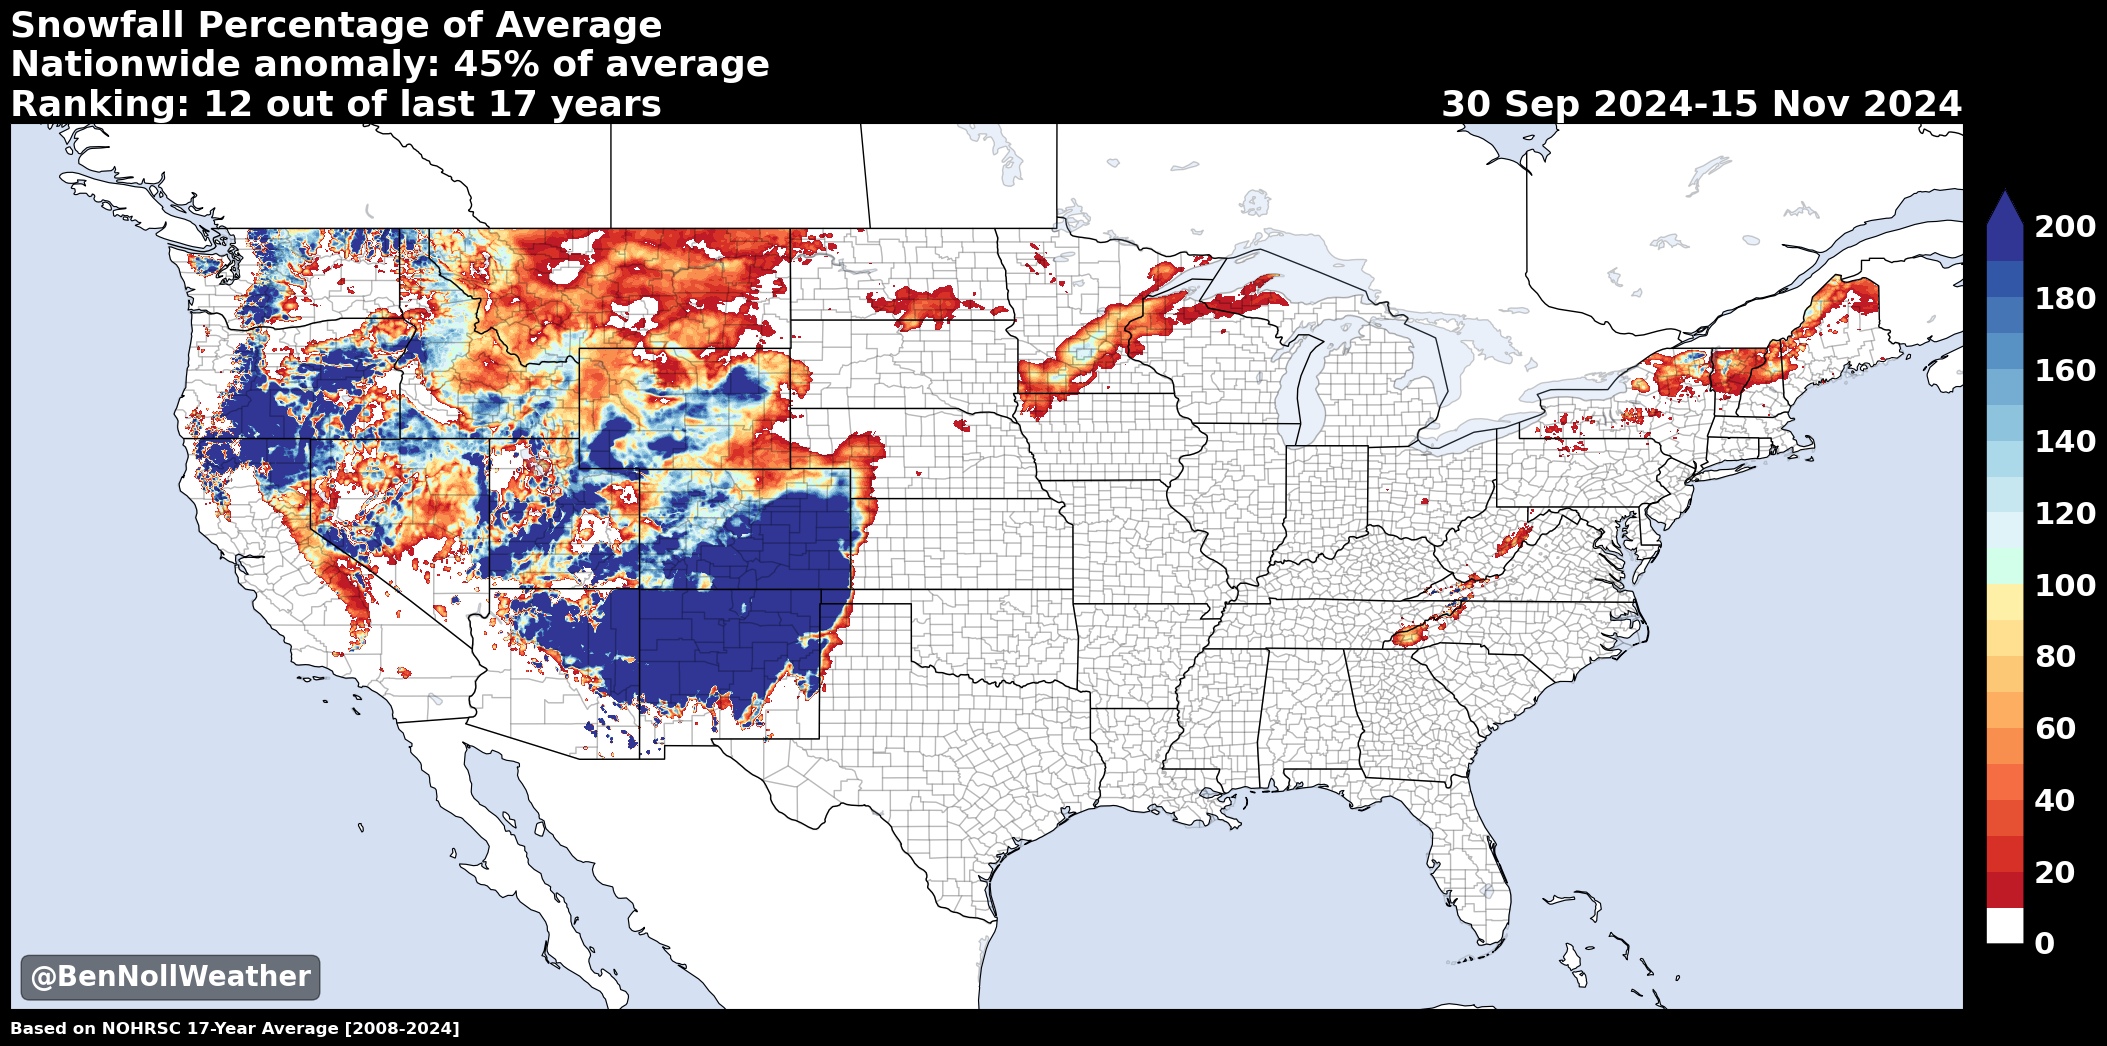 Snowfall Percentage of Average
Nationwide anomaly: 45% of average
Ranking: 12 out of last 17 years
30 Sep 2024-15 Nov 2024
200
180
160
140
120
100
80
60
40
20
0
@BenNollWeather
Based on NOHRSC 17-Year Average [2008-2024]